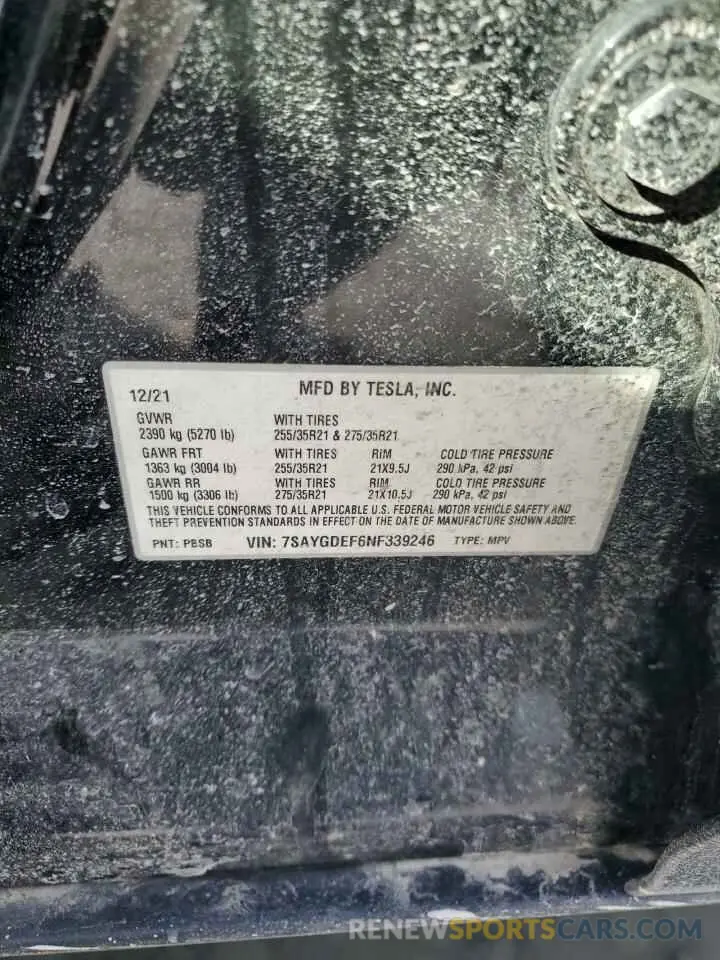 12/21 MFD BY TESLA, INC.
GVWR WITH TIRES
2390 kg (5270 lb) 255/35R21 & 275/35R21
GAWR FRT WITH TIRES RIM COLD TIRE PRESSURE
1363 kg (3004 lb) 255/35R21 21X9.5J 290 kPa, 42 psi
GAWR RR WITH TIRES RIM COLD TIRE PRESSURE
1500 kg (3306 lb) 275/35R21 21X10.5J 290 kPa, 42 psi
THIS VEHICLE CONFORMS TO ALL APPLICABLE U.S. FEDERAL MOTOR VEHICLE SAFETY AND
THEFT PREVENTION STANDARDS IN EFFECT ON THE DATE OF MANUFACTURE SHOWN ABOVE.
PNT: PBSB VIN: 7SAYGDEF6NF339246 TYPE: MPV
RENEWSPORTSCARS.COM